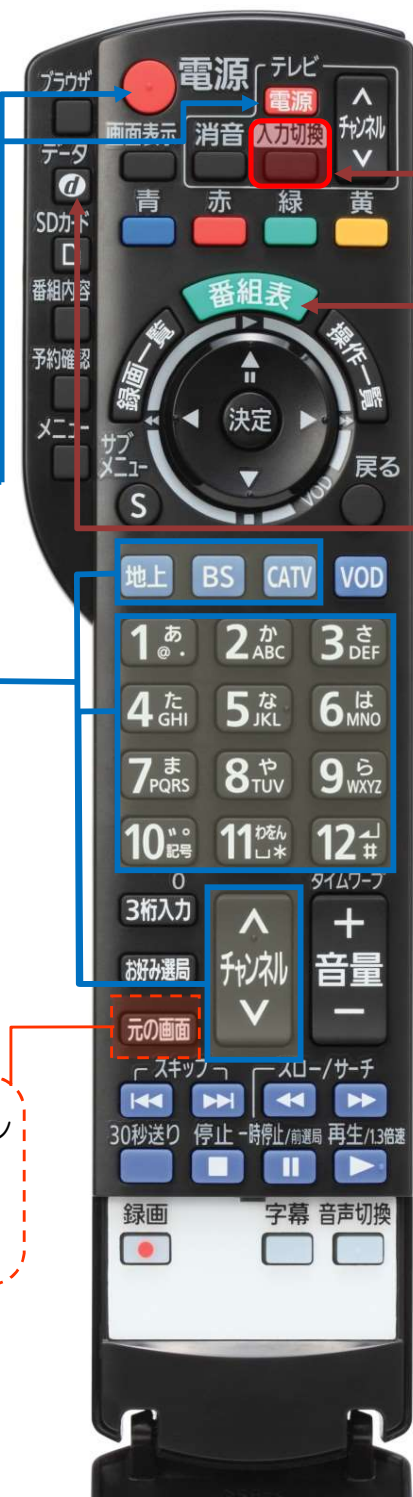 ブラウザ
電源
テレビ
電源
チャンネル
画面表示
消音
入力切換
データ
d
青
赤
緑
黄
SDカード
D
番組内容
番組表
録画一覧
操作一覧
予約確認
決定
メニュー
サブ
メニュー
S
戻る
VOD
地上
BS
CATV
VOD
1 あ @.
2 か ABC
3 さ DEF
4 た GHI
5 な JKL
6 は MNO
7 ま PQRS
8 や TUV
9 ら WXYZ
10 ゛゜ 記号
11 わをん ␣*
12 ↲ #
0
タイムワープ
3桁入力
チャンネル
+
音量
−
お好み選局
元の画面
スキップ
スロー/サーチ
30秒送り
停止
一時停止/前選局
再生/1.3倍速
ん
録画
字幕
音声切換